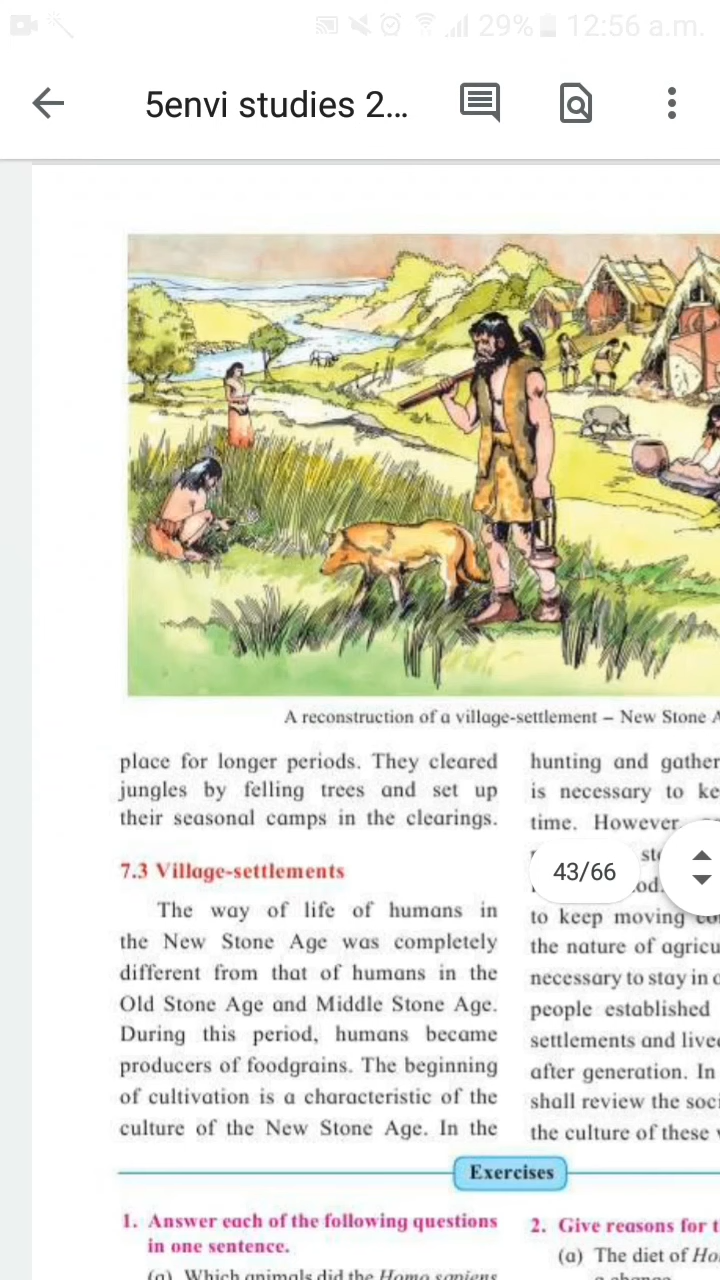 29% 12:56 a.m.
5envi studies 2...
A reconstruction of a village-settlement – New Stone A
place for longer periods. They cleared
jungles by felling trees and set up
their seasonal camps in the clearings.
7.3 Village-settlements
The way of life of humans in
the New Stone Age was completely
different from that of humans in the
Old Stone Age and Middle Stone Age.
During this period, humans became
producers of foodgrains. The beginning
of cultivation is a characteristic of the
culture of the New Stone Age. In the
hunting and gather
is necessary to ke
time. However
43/66
to keep moving
the nature of agricu
necessary to stay in
people established
settlements and live
after generation. In
shall review the soci
the culture of these
Exercises
1. Answer each of the following questions
in one sentence.
(a) Which animals did the Homo sapiens
2. Give reasons for t
(a) The diet of Ho
a change